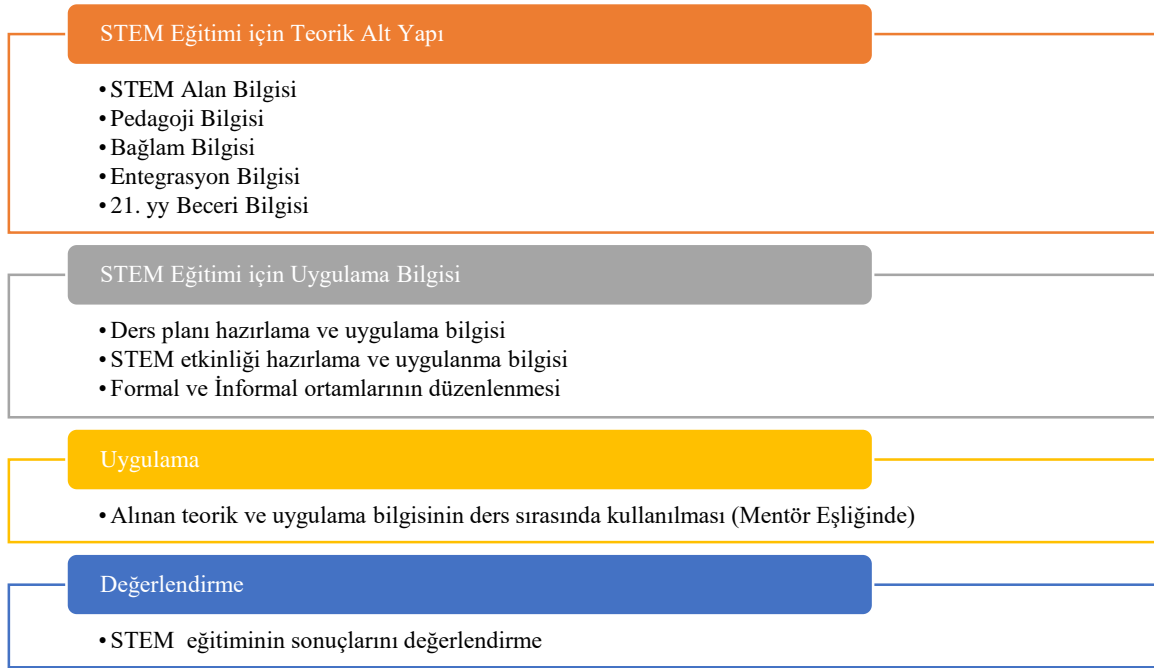 STEM Eğitimi için Teorik Alt Yapı
•STEM Alan Bilgisi
•Pedagoji Bilgisi
•Bağlam Bilgisi
•Entegrasyon Bilgisi
•21. yy Beceri Bilgisi
STEM Eğitimi için Uygulama Bilgisi
•Ders planı hazırlama ve uygulama bilgisi
•STEM etkinliği hazırlama ve uygulanma bilgisi
•Formal ve İnformal ortamlarının düzenlenmesi
Uygulama
•Alınan teorik ve uygulama bilgisinin ders sırasında kullanılması (Mentör Eşliğinde)
Değerlendirme
•STEM eğitiminin sonuçlarını değerlendirme